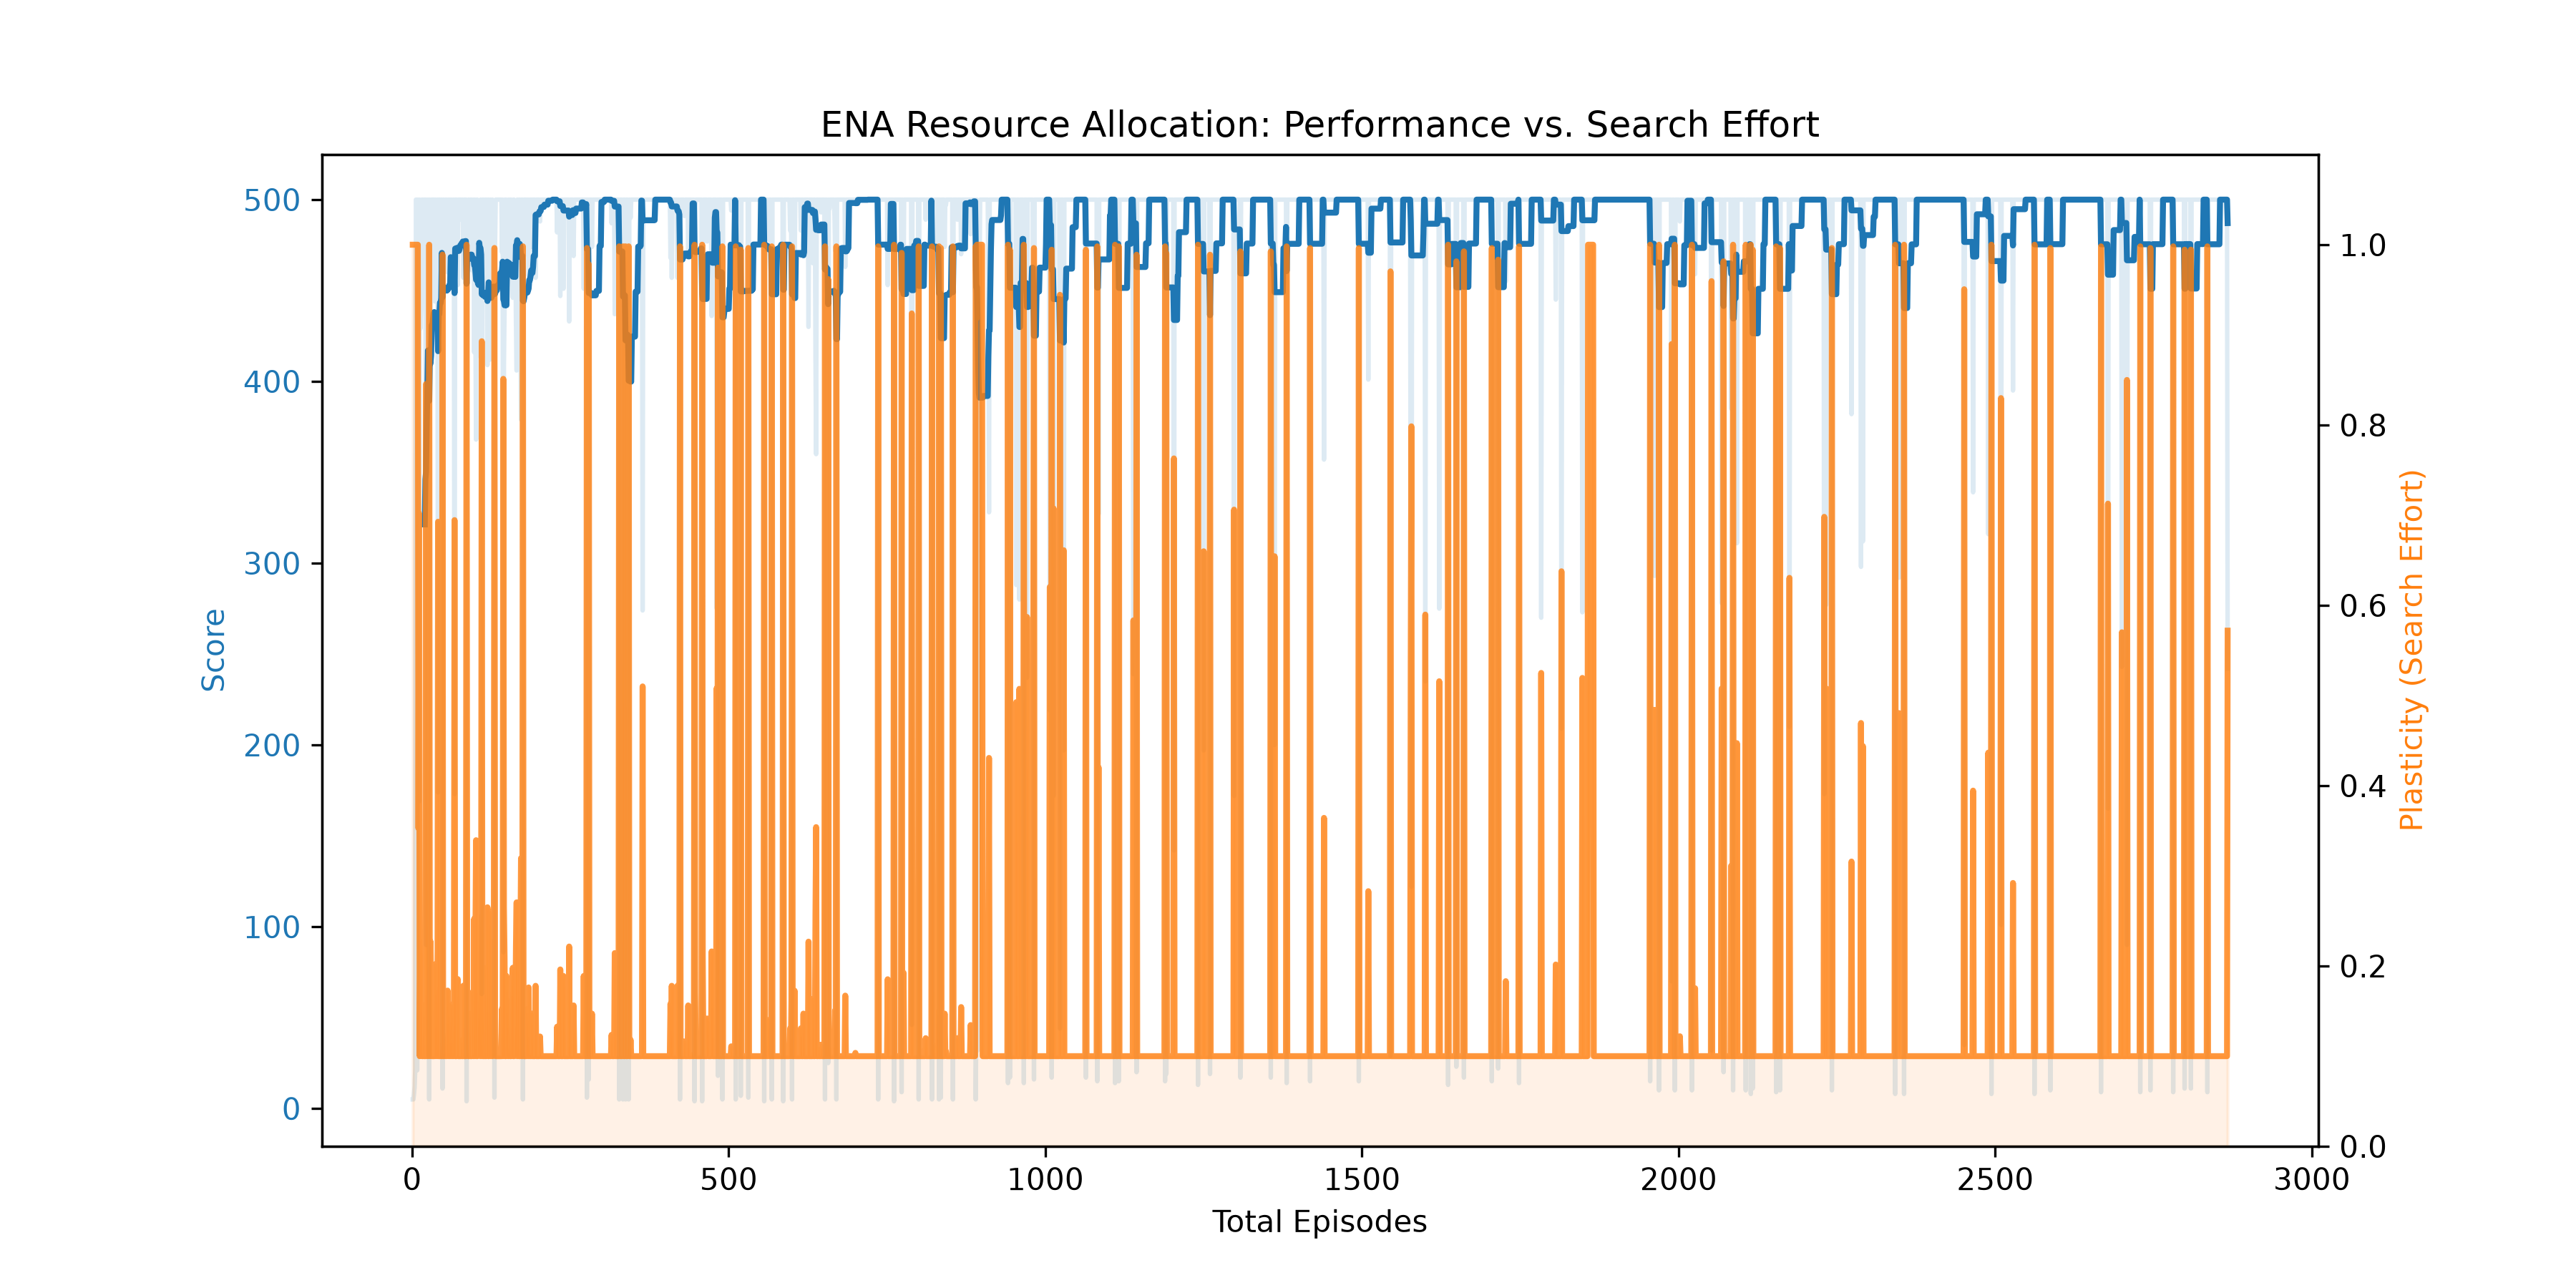 ENA Resource Allocation: Performance vs. Search Effort
500
400
300
200
100
0
Score
1.0
0.8
0.6
0.4
0.2
0.0
Plasticity (Search Effort)
0 500 1000 1500 2000 2500 3000
Total Episodes